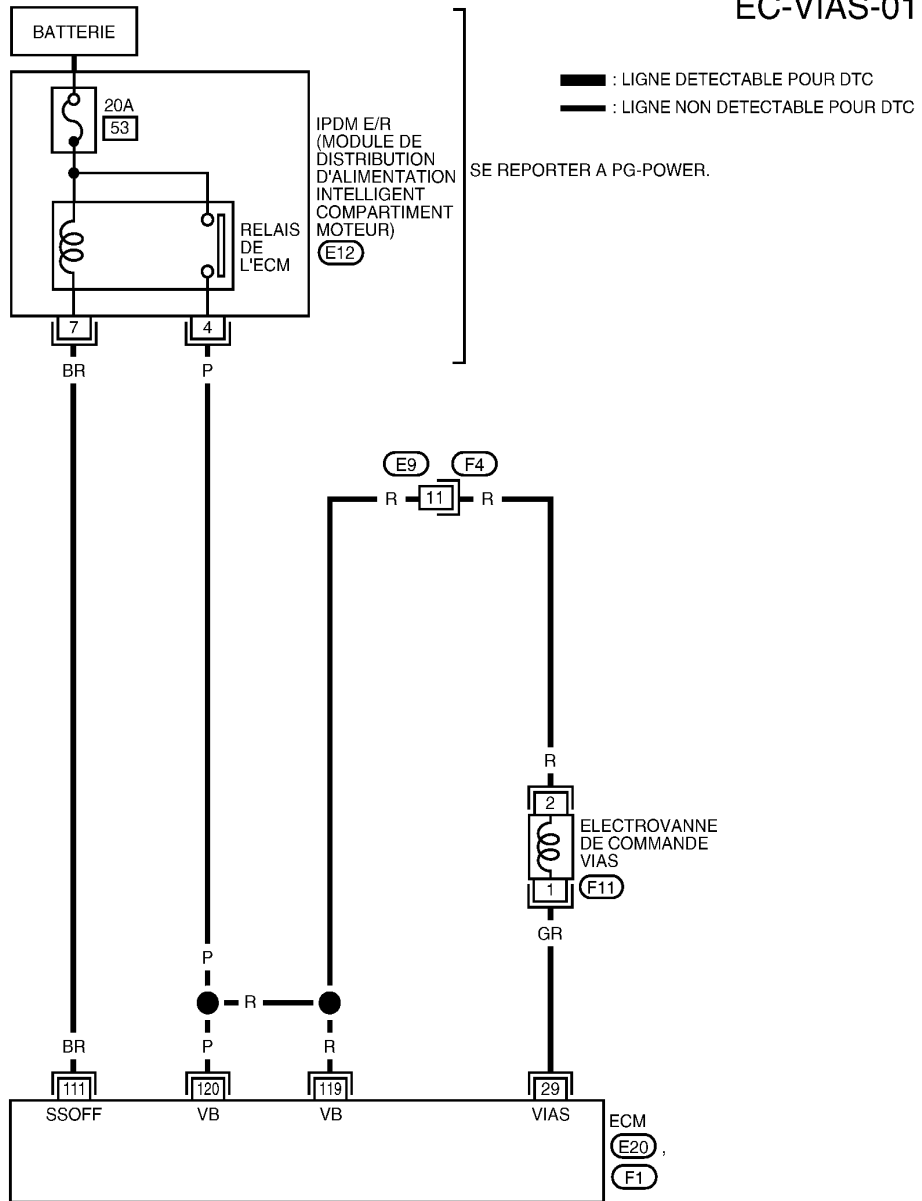 EC-VIAS-01
BATTERIE
: LIGNE DETECTABLE POUR DTC
: LIGNE NON DETECTABLE POUR DTC
20A
53
IPDM E/R
(MODULE DE
DISTRIBUTION
D'ALIMENTATION
INTELLIGENT
COMPARTIMENT
MOTEUR)
E12
SE REPORTER A PG-POWER.
RELAIS
DE
L'ECM
7
4
BR
P
E9
F4
R
11
R
R
2
ELECTROVANNE
DE COMMANDE
VIAS
F11
1
GR
P
R
BR
P
R
111
120
119
29
SSOFF
VB
VB
VIAS
ECM
E20 ,
F1